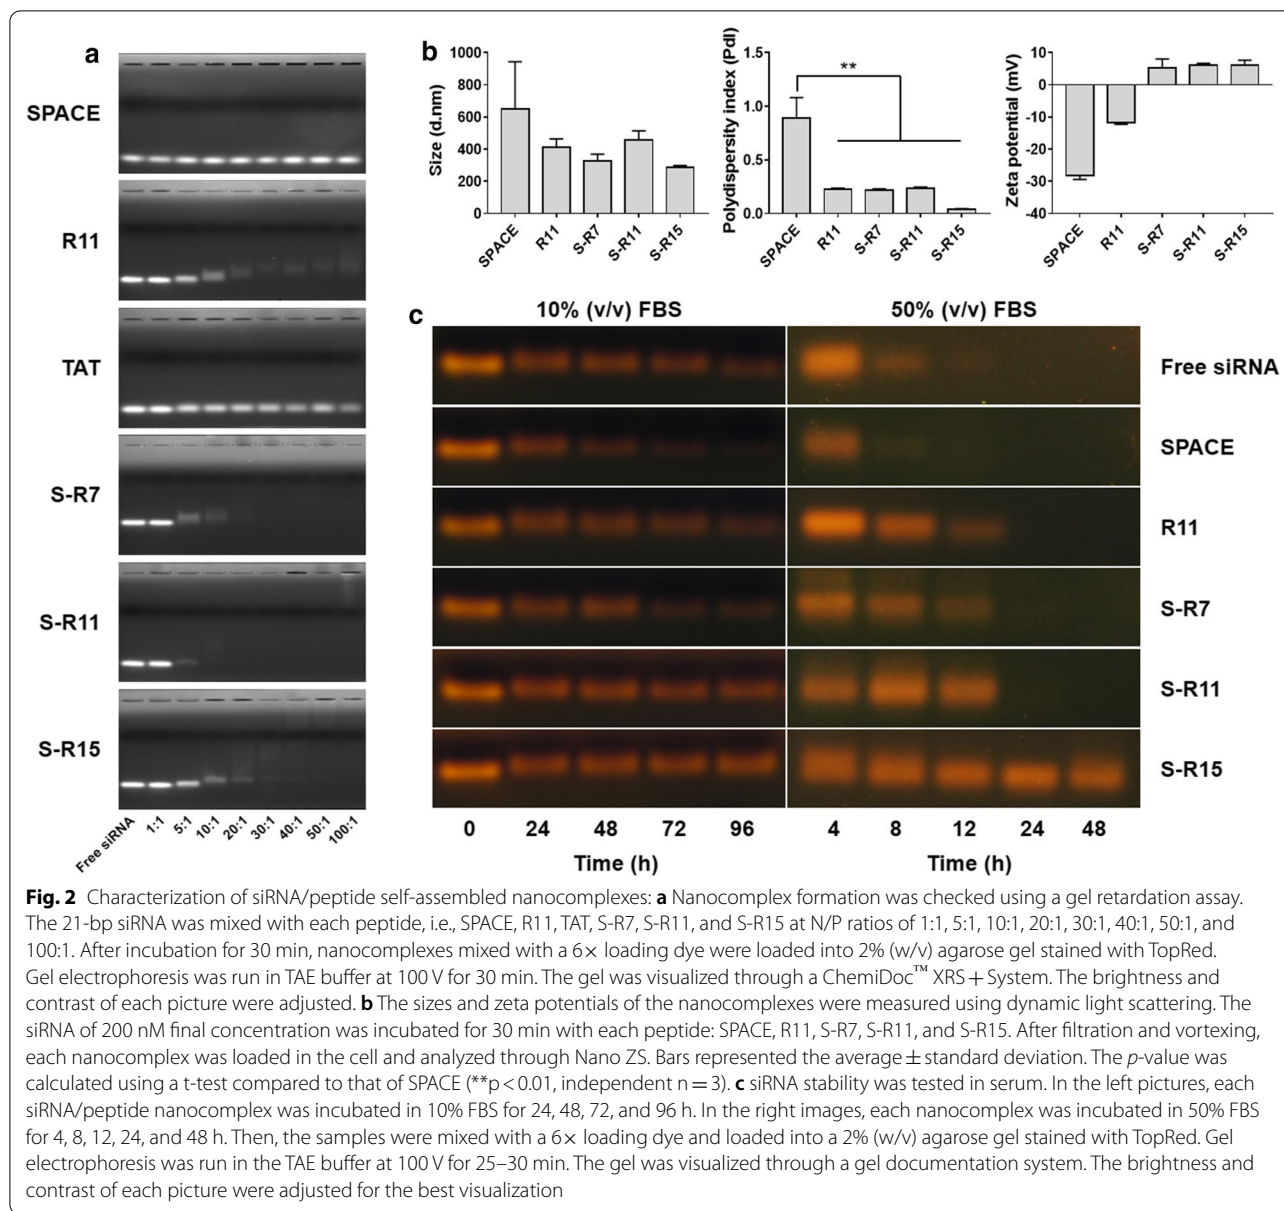 a
SPACE
R11
TAT
S-R7
S-R11
S-R15
Free siRNA 1:1 5:1 10:1 20:1 30:1 40:1 50:1 100:1
b
Size (d.nm)
1000
800
600
400
200
0
SPACE R11 S-R7 S-R11 S-R15
Polydispersity index (PdI)
1.5
1.0
0.5
0.0
**
SPACE R11 S-R7 S-R11 S-R15
Zeta potential (mV)
10
0
-10
-20
-30
-40
SPACE R11 S-R7 S-R11 S-R15
c
10% (v/v) FBS 50% (v/v) FBS
Free siRNA
SPACE
R11
S-R7
S-R11
S-R15
0 24 48 72 96 4 8 12 24 48
Time (h) Time (h)
Fig. 2 Characterization of siRNA/peptide self-assembled nanocomplexes: a Nanocomplex formation was checked using a gel retardation assay.
The 21-bp siRNA was mixed with each peptide, i.e., SPACE, R11, TAT, S-R7, S-R11, and S-R15 at N/P ratios of 1:1, 5:1, 10:1, 20:1, 30:1, 40:1, 50:1, and
100:1. After incubation for 30 min, nanocomplexes mixed with a 6× loading dye were loaded into 2% (w/v) agarose gel stained with TopRed.
Gel electrophoresis was run in TAE buffer at 100 V for 30 min. The gel was visualized through a ChemiDoc™ XRS + System. The brightness and
contrast of each picture were adjusted. b The sizes and zeta potentials of the nanocomplexes were measured using dynamic light scattering. The
siRNA of 200 nM final concentration was incubated for 30 min with each peptide: SPACE, R11, S-R7, S-R11, and S-R15. After filtration and vortexing,
each nanocomplex was loaded in the cell and analyzed through Nano ZS. Bars represented the average ± standard deviation. The p-value was
calculated using a t-test compared to that of SPACE (**p < 0.01, independent n = 3). c siRNA stability was tested in serum. In the left pictures, each
siRNA/peptide nanocomplex was incubated in 10% FBS for 24, 48, 72, and 96 h. In the right images, each nanocomplex was incubated in 50% FBS
for 4, 8, 12, 24, and 48 h. Then, the samples were mixed with a 6× loading dye and loaded into a 2% (w/v) agarose gel stained with TopRed. Gel
electrophoresis was run in the TAE buffer at 100 V for 25–30 min. The gel was visualized through a gel documentation system. The brightness and
contrast of each picture were adjusted for the best visualization